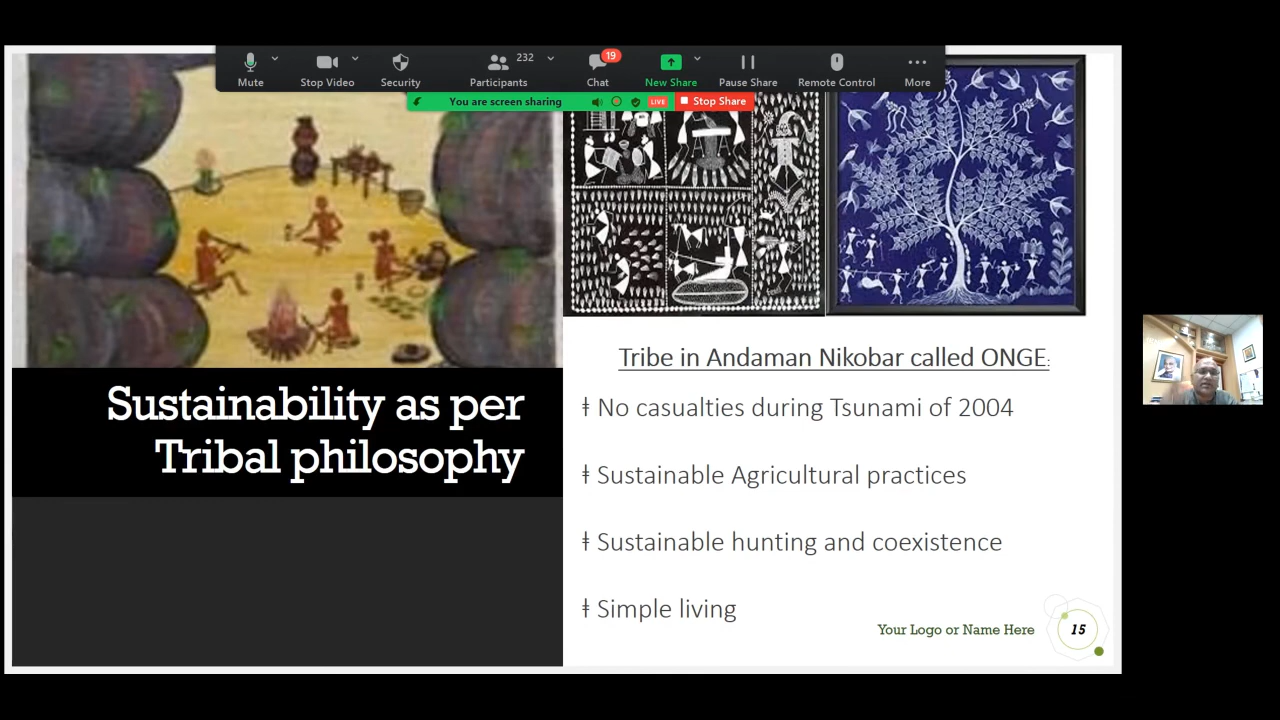 232
19
Mute
Stop Video
Security
Participants
Chat
New Share
Pause Share
Remote Control
More
You are screen sharing
LIVE
Stop Share
Sustainability as per
Tribal philosophy
Tribe in Andaman Nikobar called ONGE:
ǂ No casualties during Tsunami of 2004
ǂ Sustainable Agricultural practices
ǂ Sustainable hunting and coexistence
ǂ Simple living
Your Logo or Name Here
15